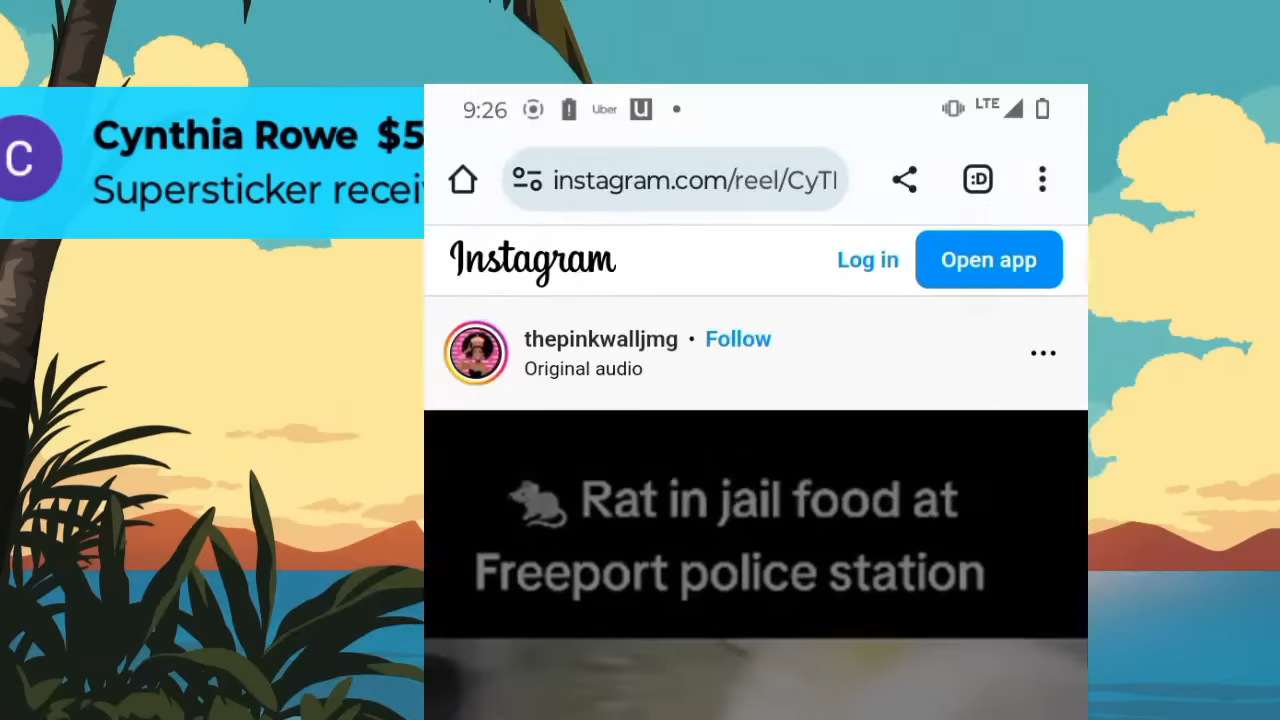 Cynthia Rowe $5
Supersticker recei
9:26 Uber U LTE
instagram.com/reel/CyTI
:D
Instagram
Log in
Open app
thepinkwalljmg • Follow
Original audio
🐀 Rat in jail food at
Freeport police station
C